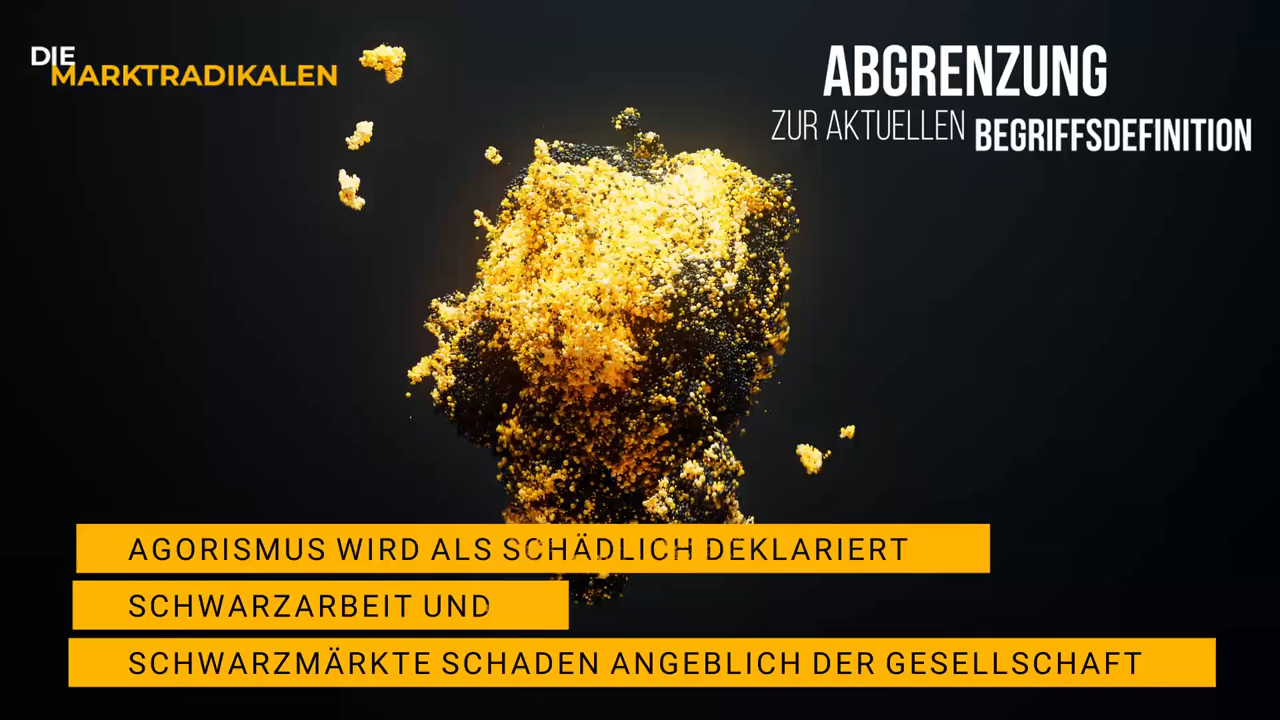 DIE
MARKTRADIKALEN
ABGRENZUNG
ZUR AKTUELLEN BEGRIFFSDEFINITION
AGORISMUS WIRD ALS SCHÄDLICH DEKLARIERT
SCHWARZARBEIT UND
SCHWARZMÄRKTE SCHADEN ANGEBLICH DER GESELLSCHAFT